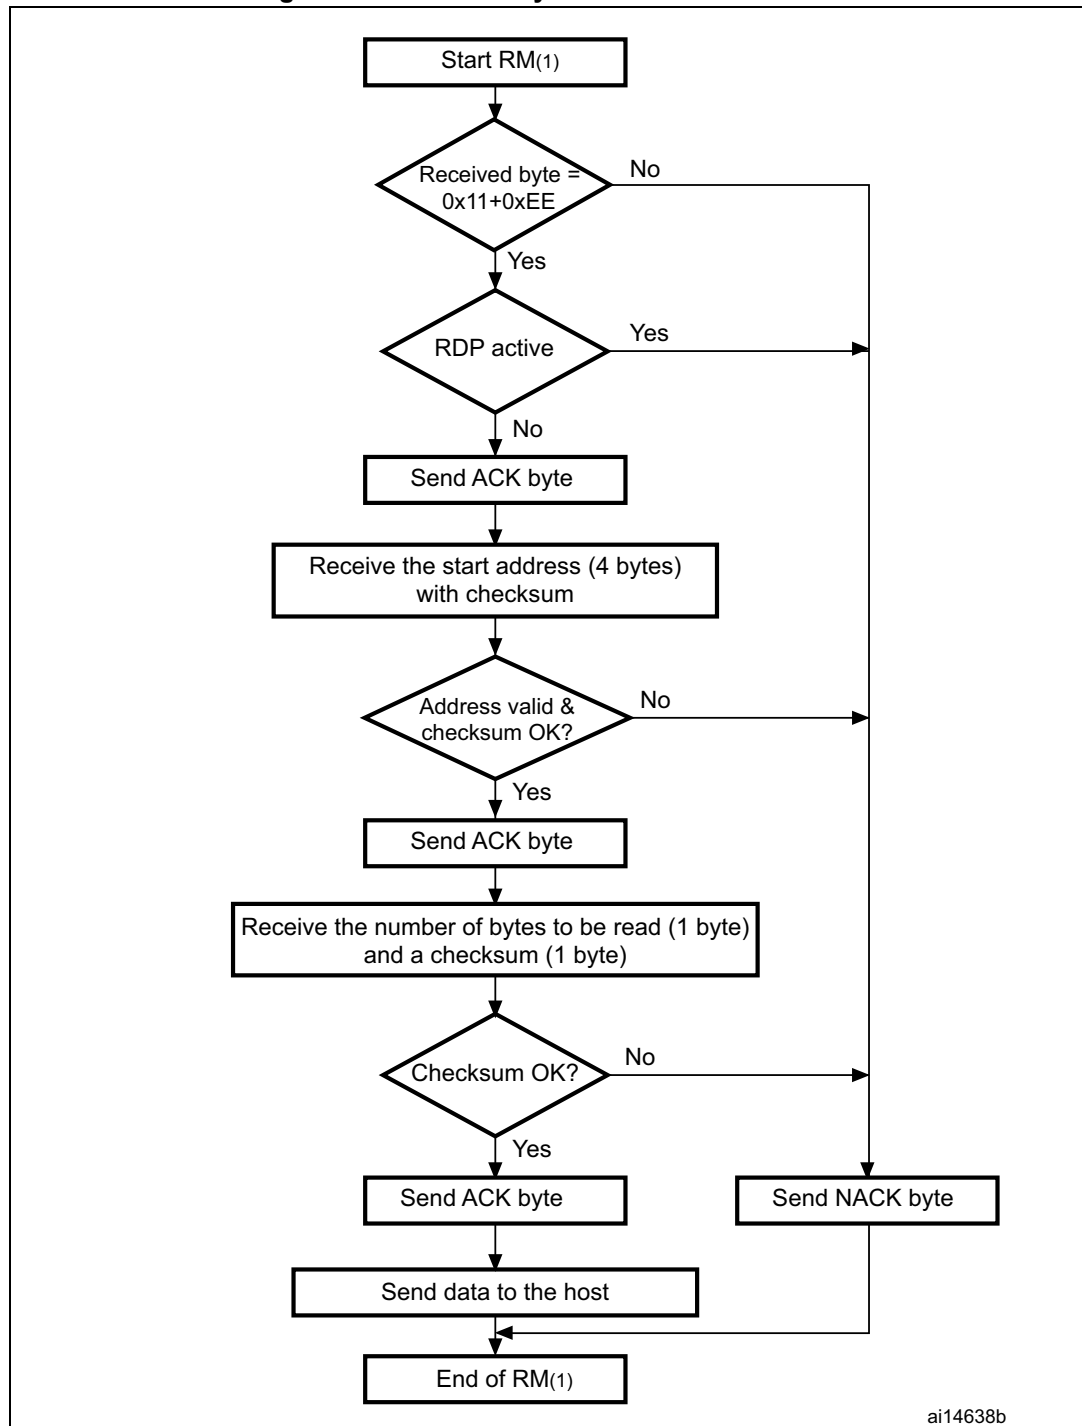 Start RM(1)
Received byte =
0x11+0xEE
No
Yes
RDP active
Yes
No
Send ACK byte
Receive the start address (4 bytes)
with checksum
Address valid &
checksum OK?
No
Yes
Send ACK byte
Receive the number of bytes to be read (1 byte)
and a checksum (1 byte)
Checksum OK?
No
Yes
Send ACK byte
Send NACK byte
Send data to the host
End of RM(1)
ai14638b